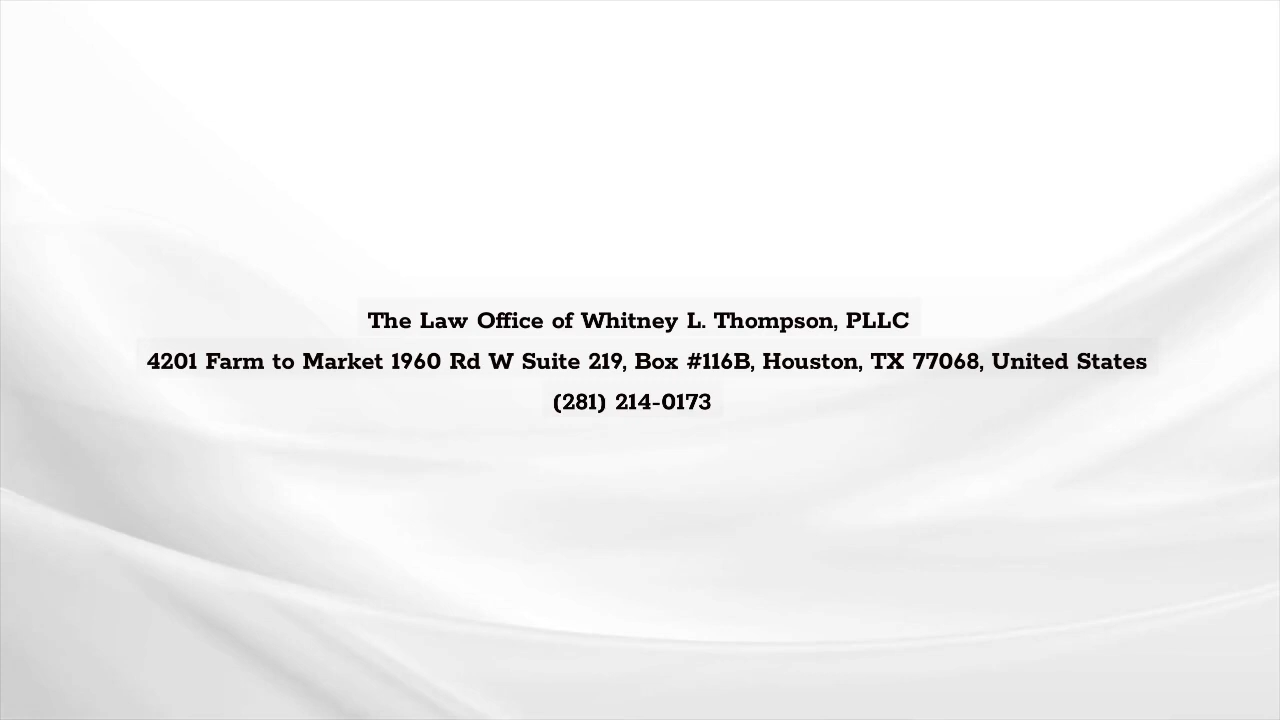 The Law Office of Whitney L. Thompson, PLLC
4201 Farm to Market 1960 Rd W Suite 219, Box #116B, Houston, TX 77068, United States
(281) 214-0173